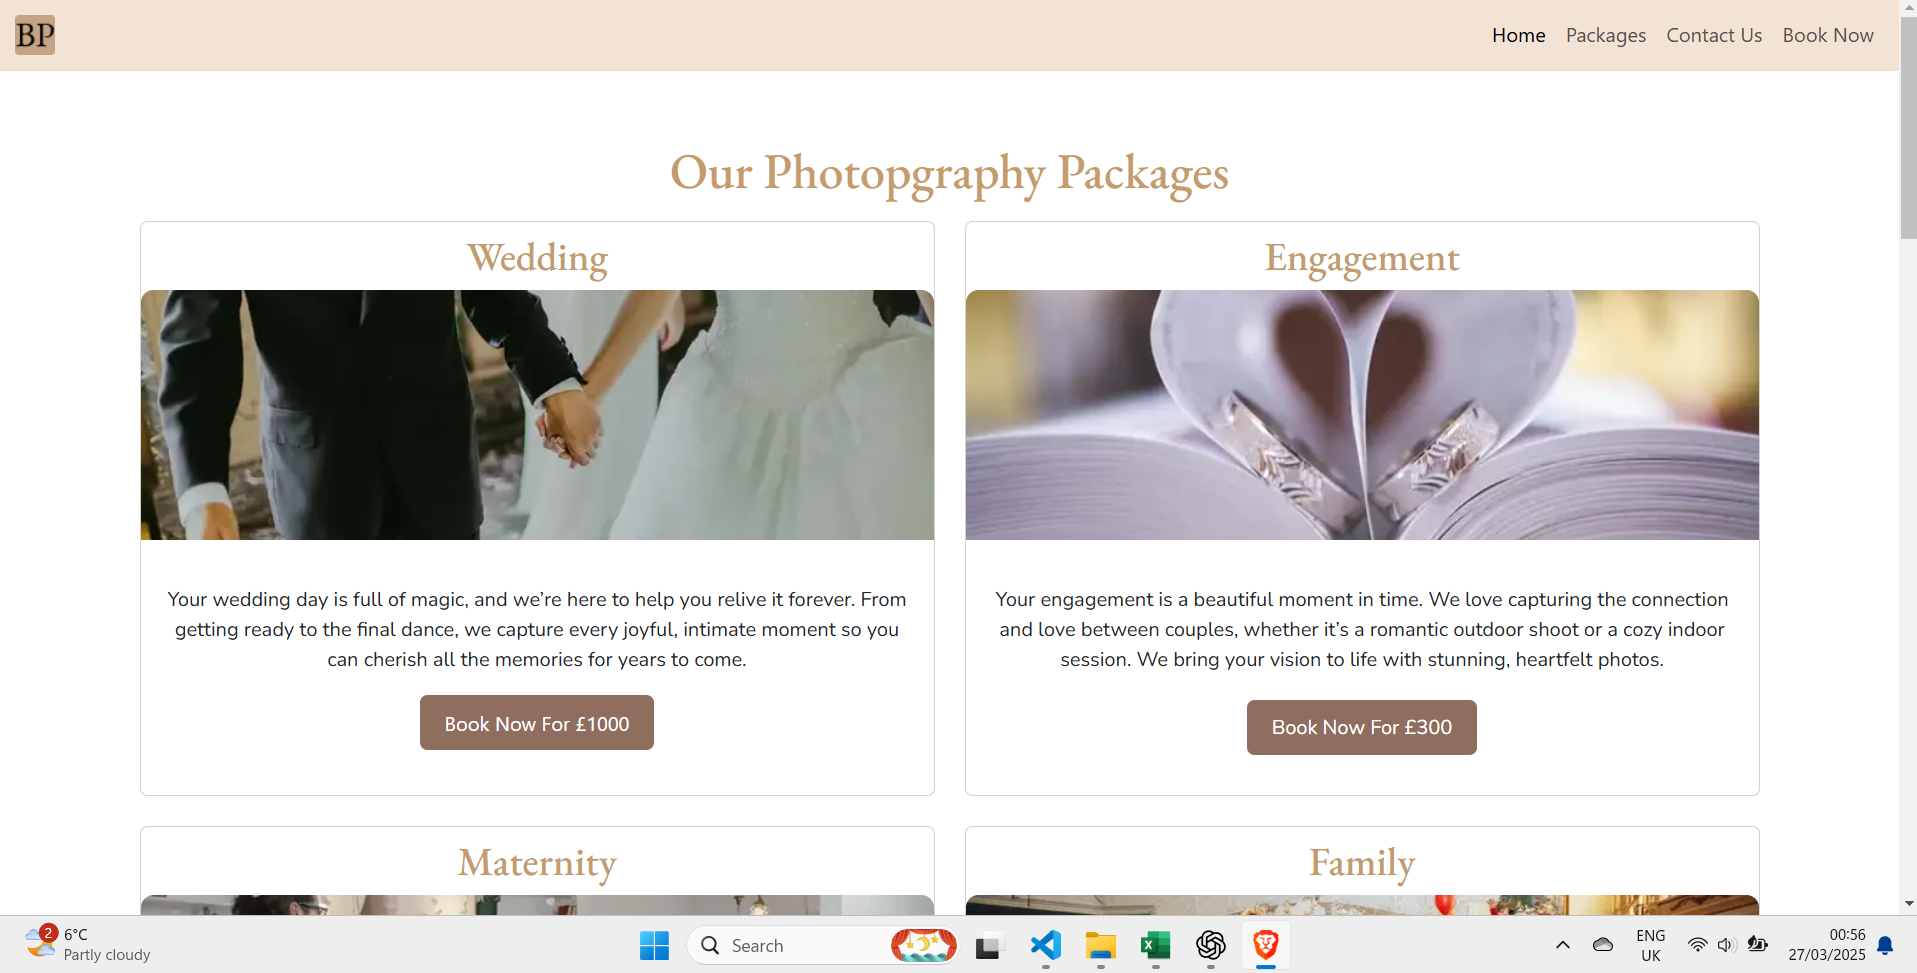 BP
Home Packages Contact Us Book Now
Our Photopgraphy Packages
Wedding
Your wedding day is full of magic, and we’re here to help you relive it forever. From
getting ready to the final dance, we capture every joyful, intimate moment so you
can cherish all the memories for years to come.
Book Now For £1000
Engagement
Your engagement is a beautiful moment in time. We love capturing the connection
and love between couples, whether it’s a romantic outdoor shoot or a cozy indoor
session. We bring your vision to life with stunning, heartfelt photos.
Book Now For £300
Maternity
Family
2
6°C
Partly cloudy
Search
X
ENG
UK
00:56
27/03/2025